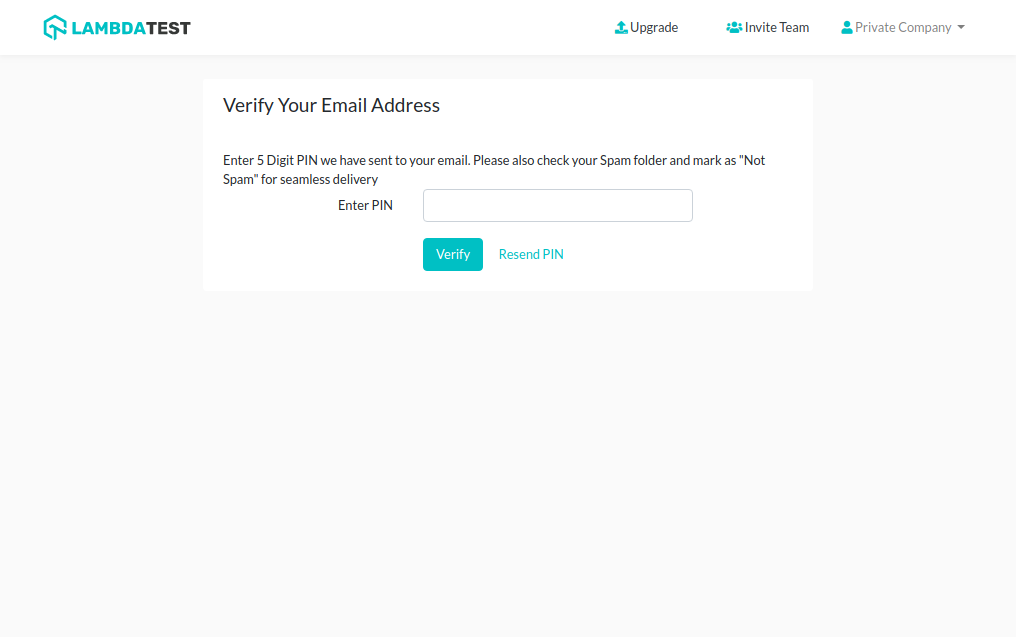 LAMBDATEST
Upgrade
Invite Team
Private Company
Verify Your Email Address
Enter 5 Digit PIN we have sent to your email. Please also check your Spam folder and mark as "Not
Spam" for seamless delivery
Enter PIN
Verify
Resend PIN